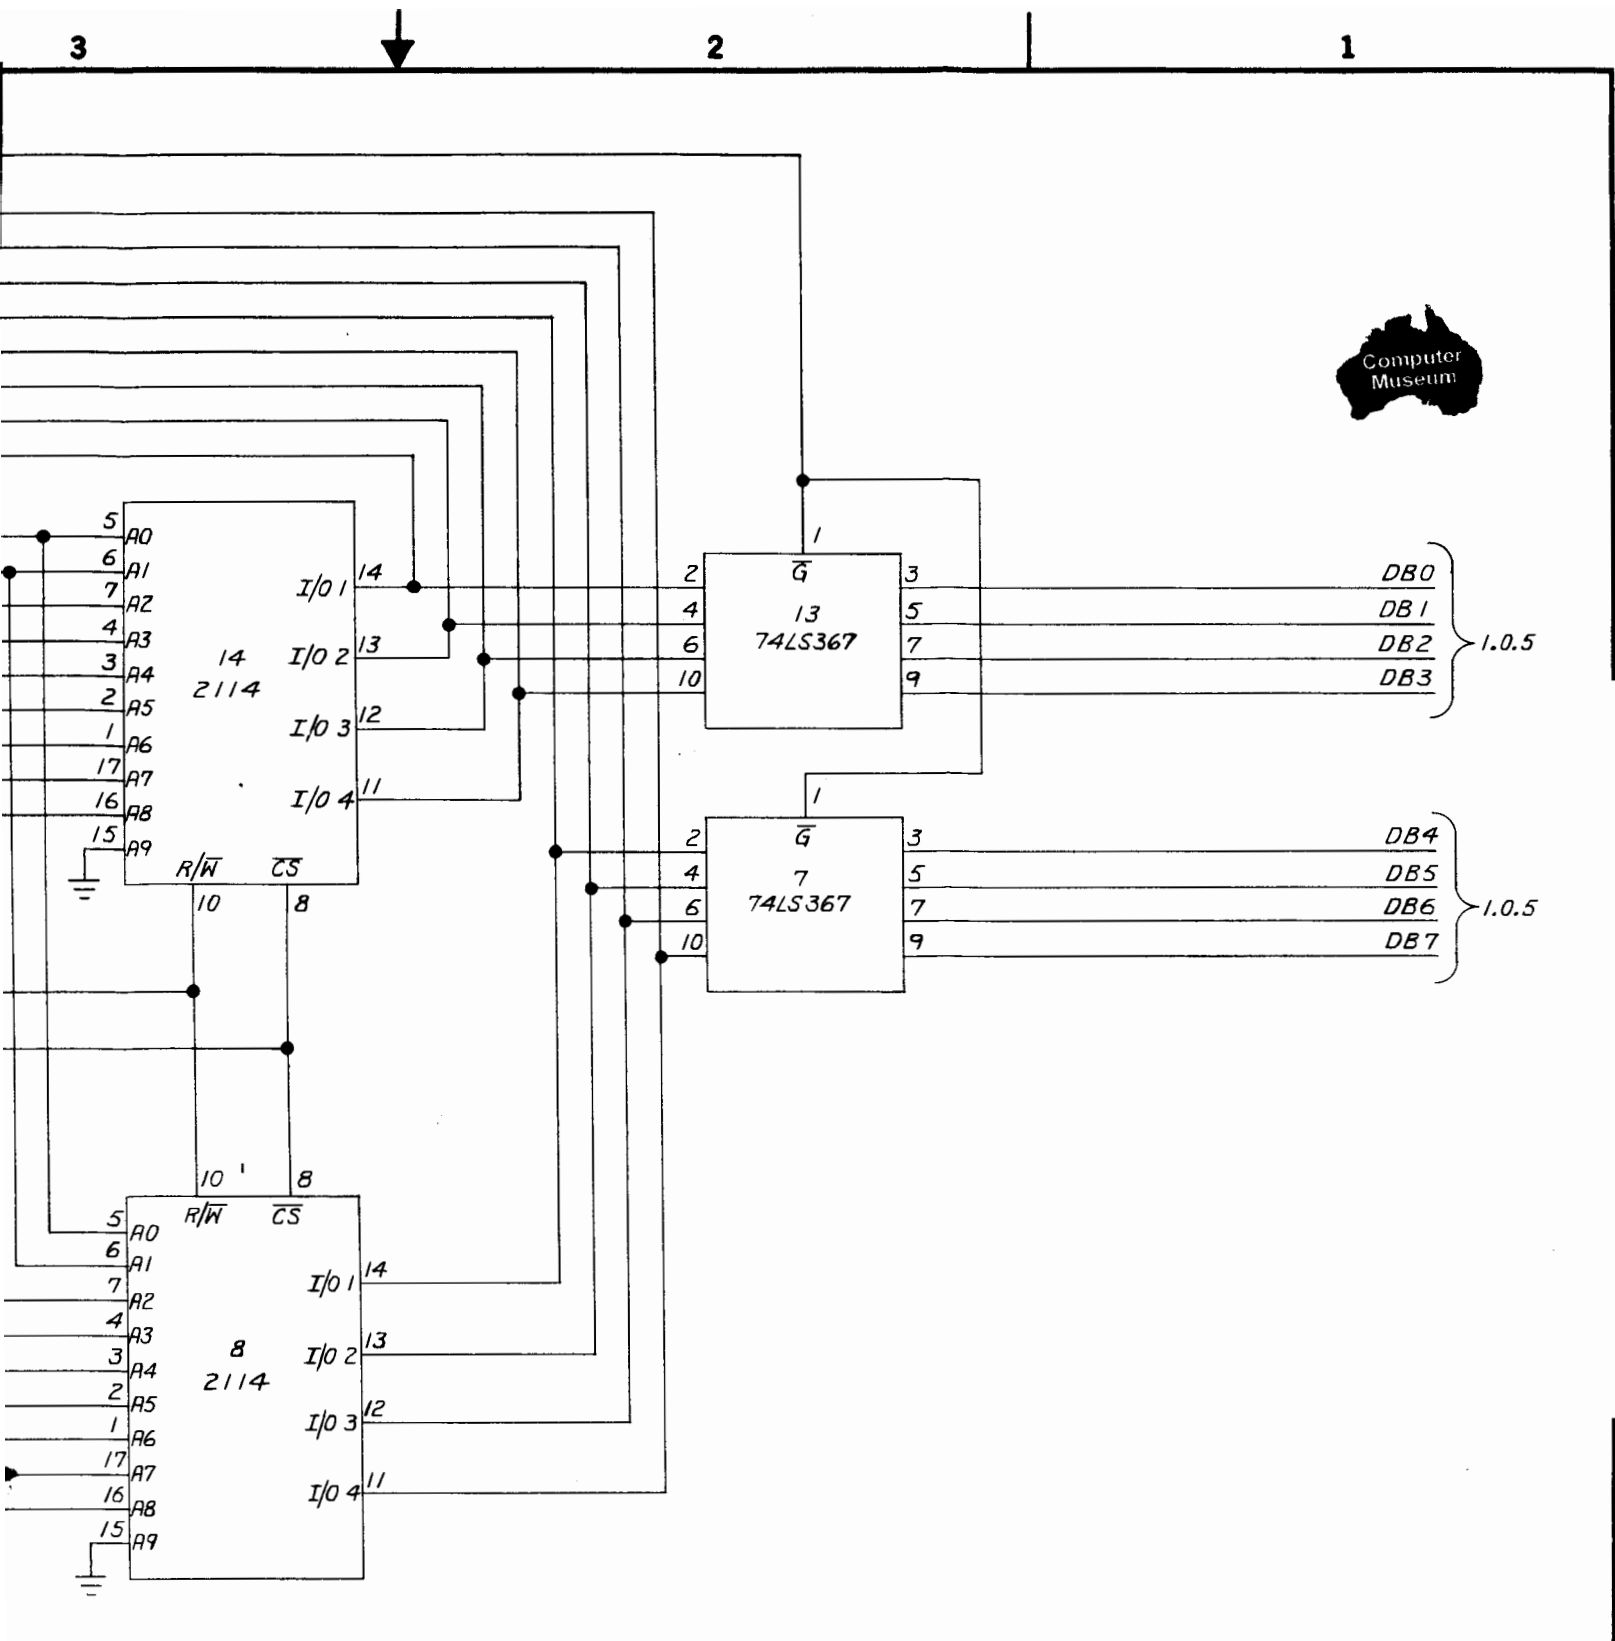 3 2 1
Computer
Museum
1
5 A0
6 A1
7 A2
4 A3
3 A4
2 A5
1 A6
17 A7
16 A8
15 A9
14
2114
I/O 1 14
I/O 2 13
I/O 3 12
I/O 4 11
R/W̅ C̅S̅
10 8
G̅
13
74LS367
2 3 DB0
4 5 DB1
6 7 DB2
10 9 DB3
1.0.5
1
G̅
7
74LS367
2 3 DB4
4 5 DB5
6 7 DB6
10 9 DB7
1.0.5
10 8
R/W̅ C̅S̅
5 A0
6 A1
7 A2
4 A3
3 A4
2 A5
1 A6
17 A7
16 A8
15 A9
8
2114
I/O 1 14
I/O 2 13
I/O 3 12
I/O 4 11